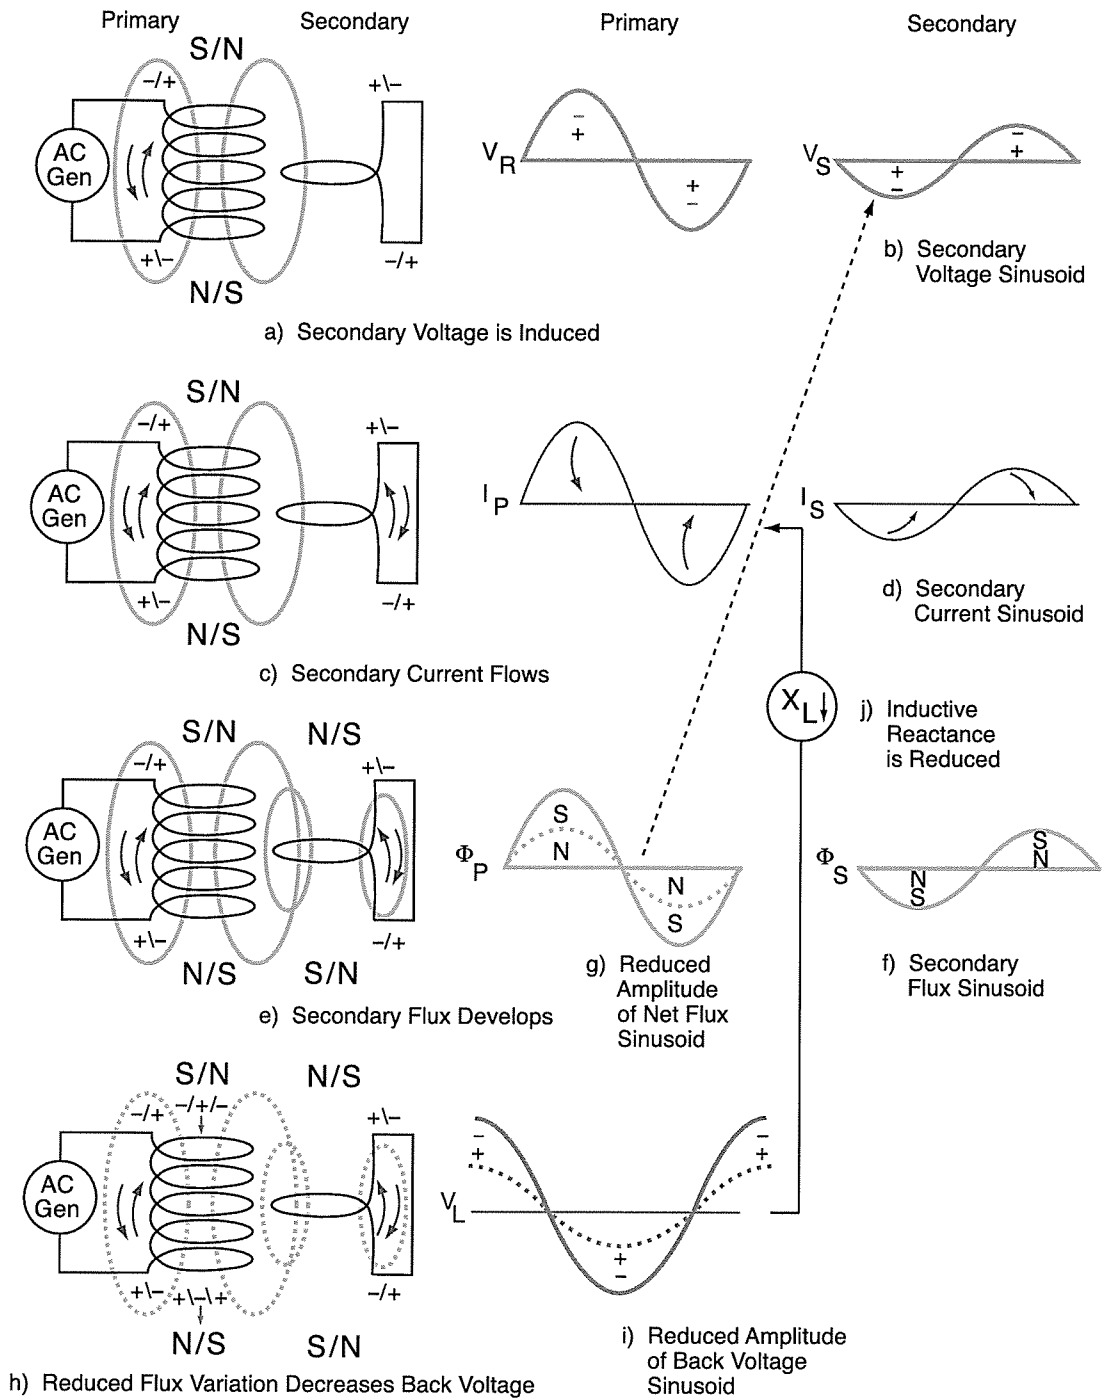 Primary
Secondary
Primary
Secondary
S/N
–/+
+\–
AC
Gen
+\–
–/+
N/S
a) Secondary Voltage is Induced
V R
–
+
+
–
V S
+
–
–
+
b) Secondary
Voltage Sinusoid
S/N
–/+
+\–
AC
Gen
+\–
–/+
N/S
c) Secondary Current Flows
I P
I S
d) Secondary
Current Sinusoid
X L↓
j) Inductive
Reactance
is Reduced
S/N
N/S
–/+
+\–
AC
Gen
+\–
–/+
N/S
S/N
e) Secondary Flux Develops
Φ P
S
N
N
S
g) Reduced
Amplitude
of Net Flux
Sinusoid
Φ S
N
S
S
N
f) Secondary
Flux Sinusoid
S/N
N/S
–/+
–/+/–
+\–
AC
Gen
+\–
+\–\+
–/+
N/S
S/N
h) Reduced Flux Variation Decreases Back Voltage
V L
–
+
–
+
+
–
i) Reduced Amplitude
of Back Voltage
Sinusoid